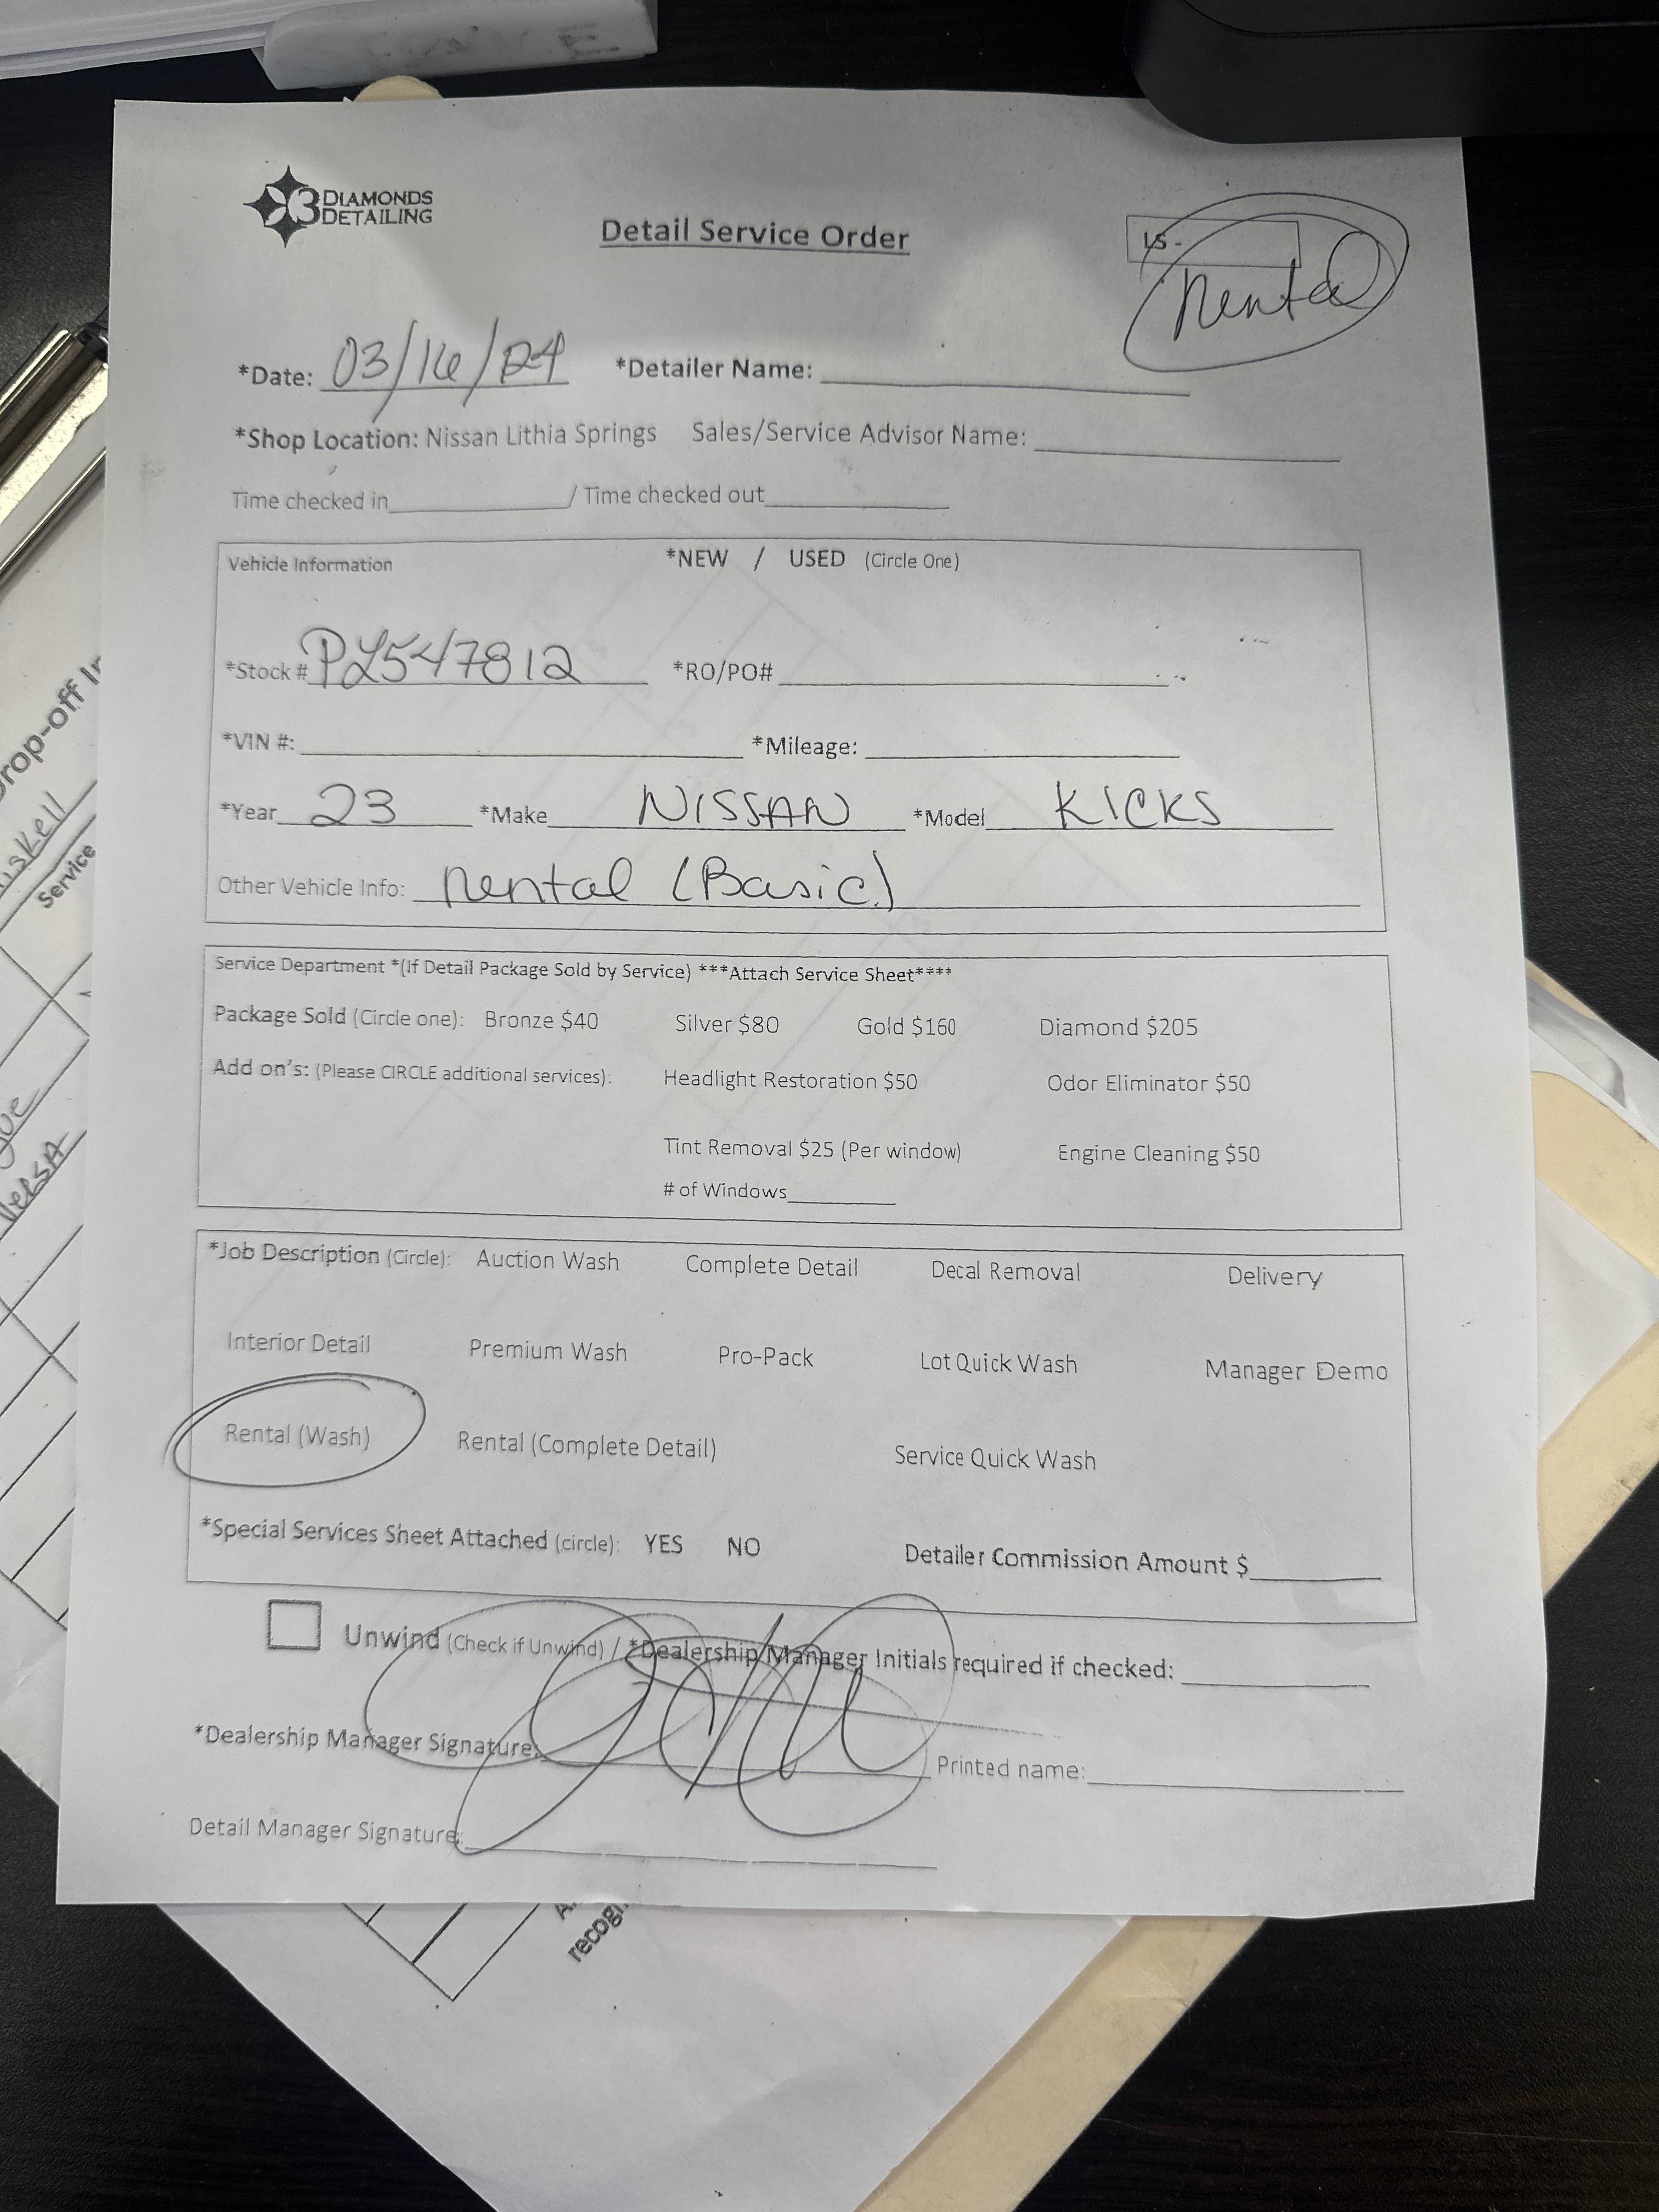 3 DIAMONDS
DETAILING
Detail Service Order
LS -
Rental
*Date: 03/16/24 *Detailer Name:
*Shop Location: Nissan Lithia Springs Sales/Service Advisor Name:
Time checked in / Time checked out
Vehicle Information *NEW / USED (Circle One)
*Stock # PL547812 *RO/PO#
*VIN #: *Mileage:
*Year 23 *Make NISSAN *Model KICKS
Other Vehicle Info: Rental (Basic)
Service Department *(If Detail Package Sold by Service) ***Attach Service Sheet****
Package Sold (Circle one): Bronze $40 Silver $80 Gold $160 Diamond $205
Add on's: (Please CIRCLE additional services): Headlight Restoration $50 Odor Eliminator $50
Tint Removal $25 (Per window) Engine Cleaning $50
# of Windows
*Job Description (Circle): Auction Wash Complete Detail Decal Removal Delivery
Interior Detail Premium Wash Pro-Pack Lot Quick Wash Manager Demo
Rental (Wash) Rental (Complete Detail) Service Quick Wash
*Special Services Sheet Attached (circle): YES NO Detailer Commission Amount $
Unwind (Check if Unwind) / *Dealership Manager Initials required if checked:
*Dealership Manager Signature: Printed name:
Detail Manager Signature:
rop-off
Service
Versa
recogn